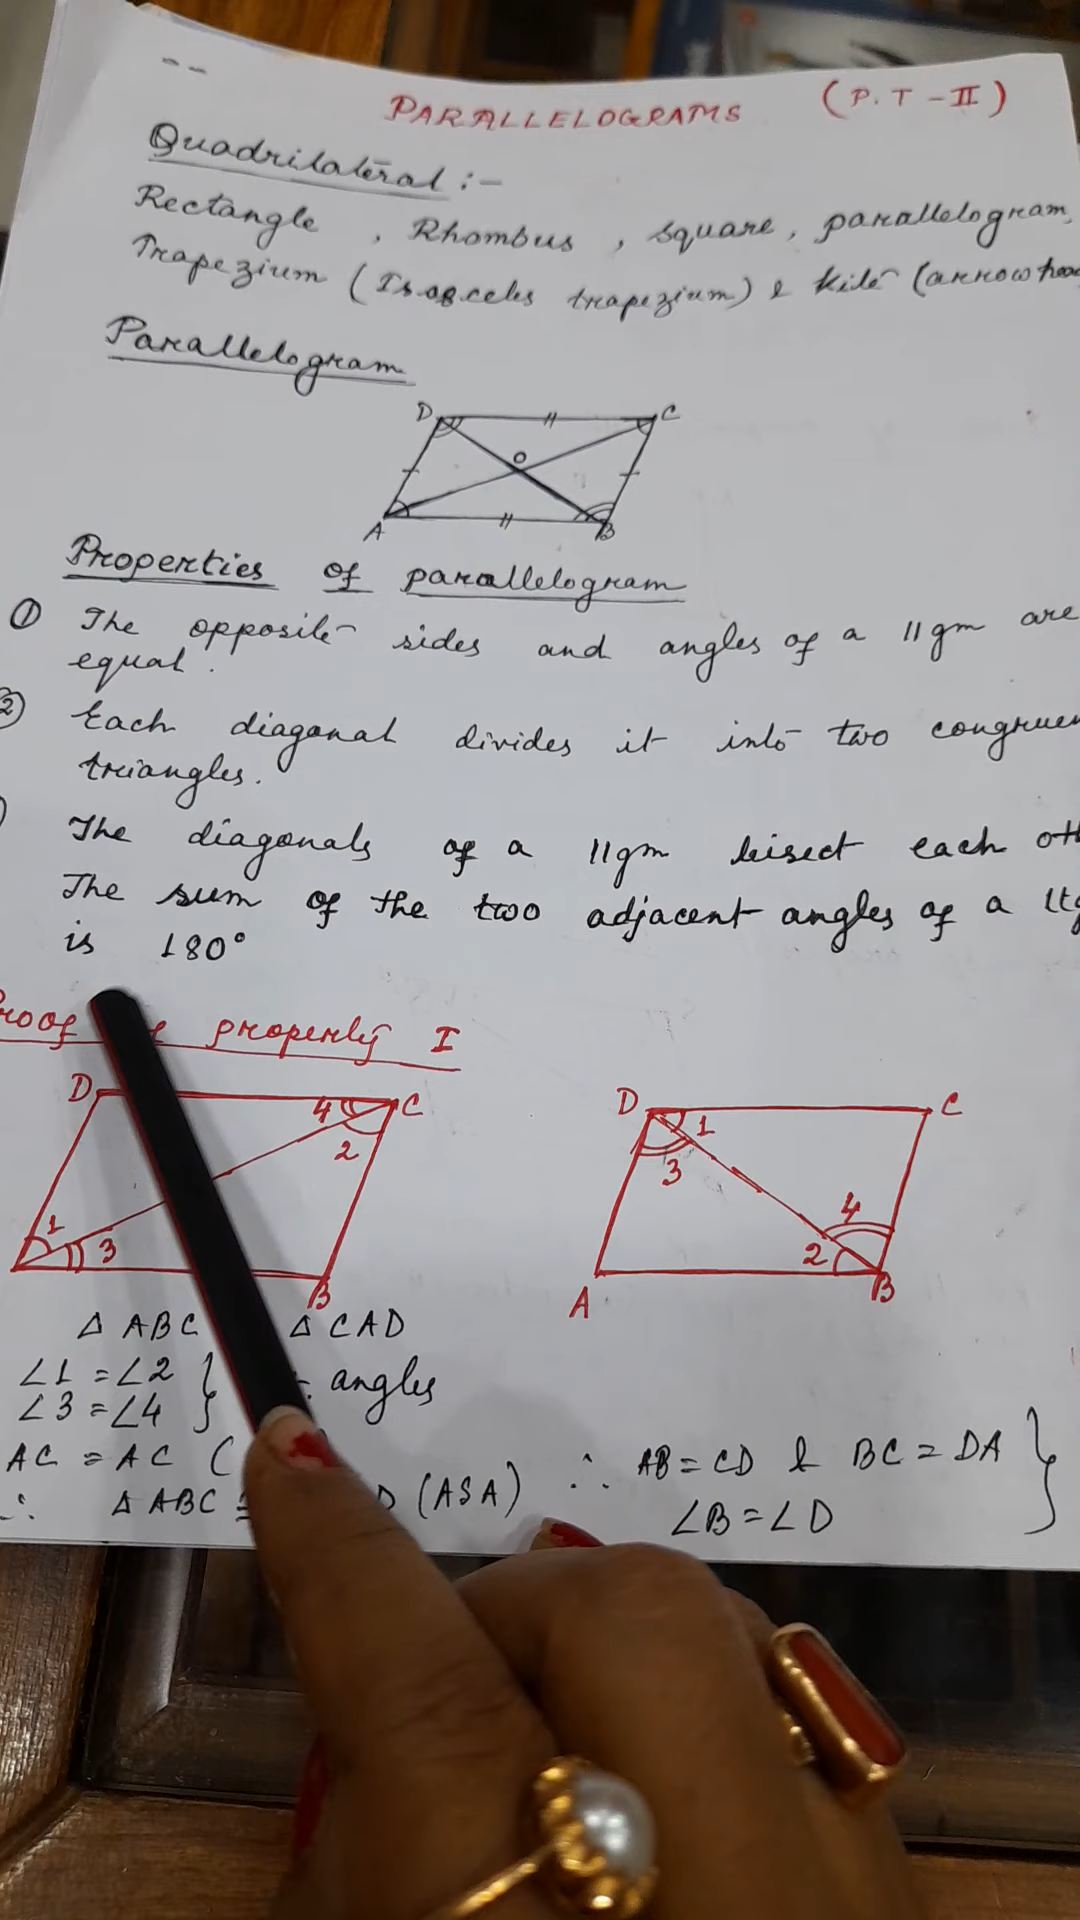 PARALLELOGRAMS (P.T - II)
Quadrilateral :-
Rectangle, Rhombus, square, parallelogram,
Trapezium (Isosceles trapezium) & kite
Parallelogram
D C
O
A B
Properties of parallelogram
① The opposite sides and angles of a llgm are
equal.
② Each diagonal divides it into two
triangles.
The diagonals of a llgm bisect each
The sum of the two adjacent angles of a
is 180°
property I
D 4 C
2
1 3
B
D 1 C
3
4
2
A B
Δ ABC Δ CAD
∠1 = ∠2 }
∠3 = ∠4 } angles
AC = AC (
∴ Δ ABC (ASA) ∴ AB = CD & BC = DA }
∠B = ∠D